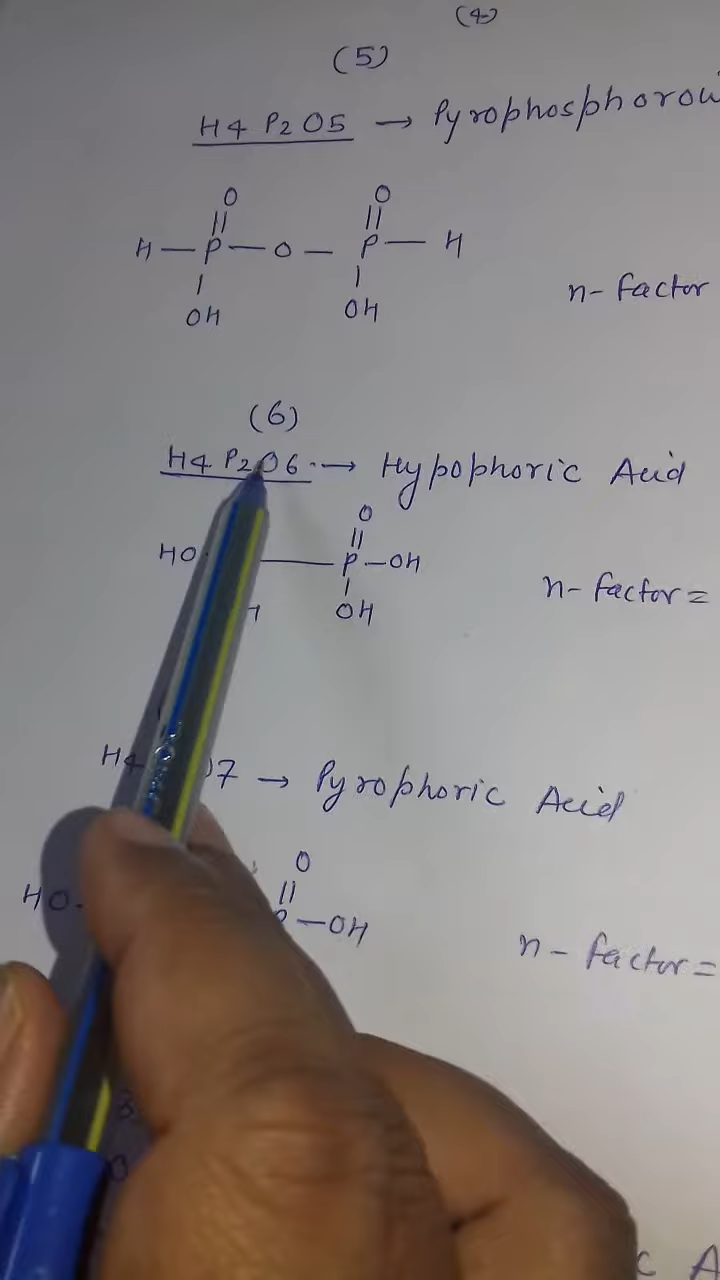 (4)
(5)
H4 P2 O5 →
O O
|| ||
H — P — O — P — H
| |
OH OH
n- factor
(6)
H4 P2 O6 → Hypophoric Acid
O
||
HO — P — OH
|
OH
n- factor =
H4 7 → Pyrophoric Acid
O
||
HO — OH
n - factor =